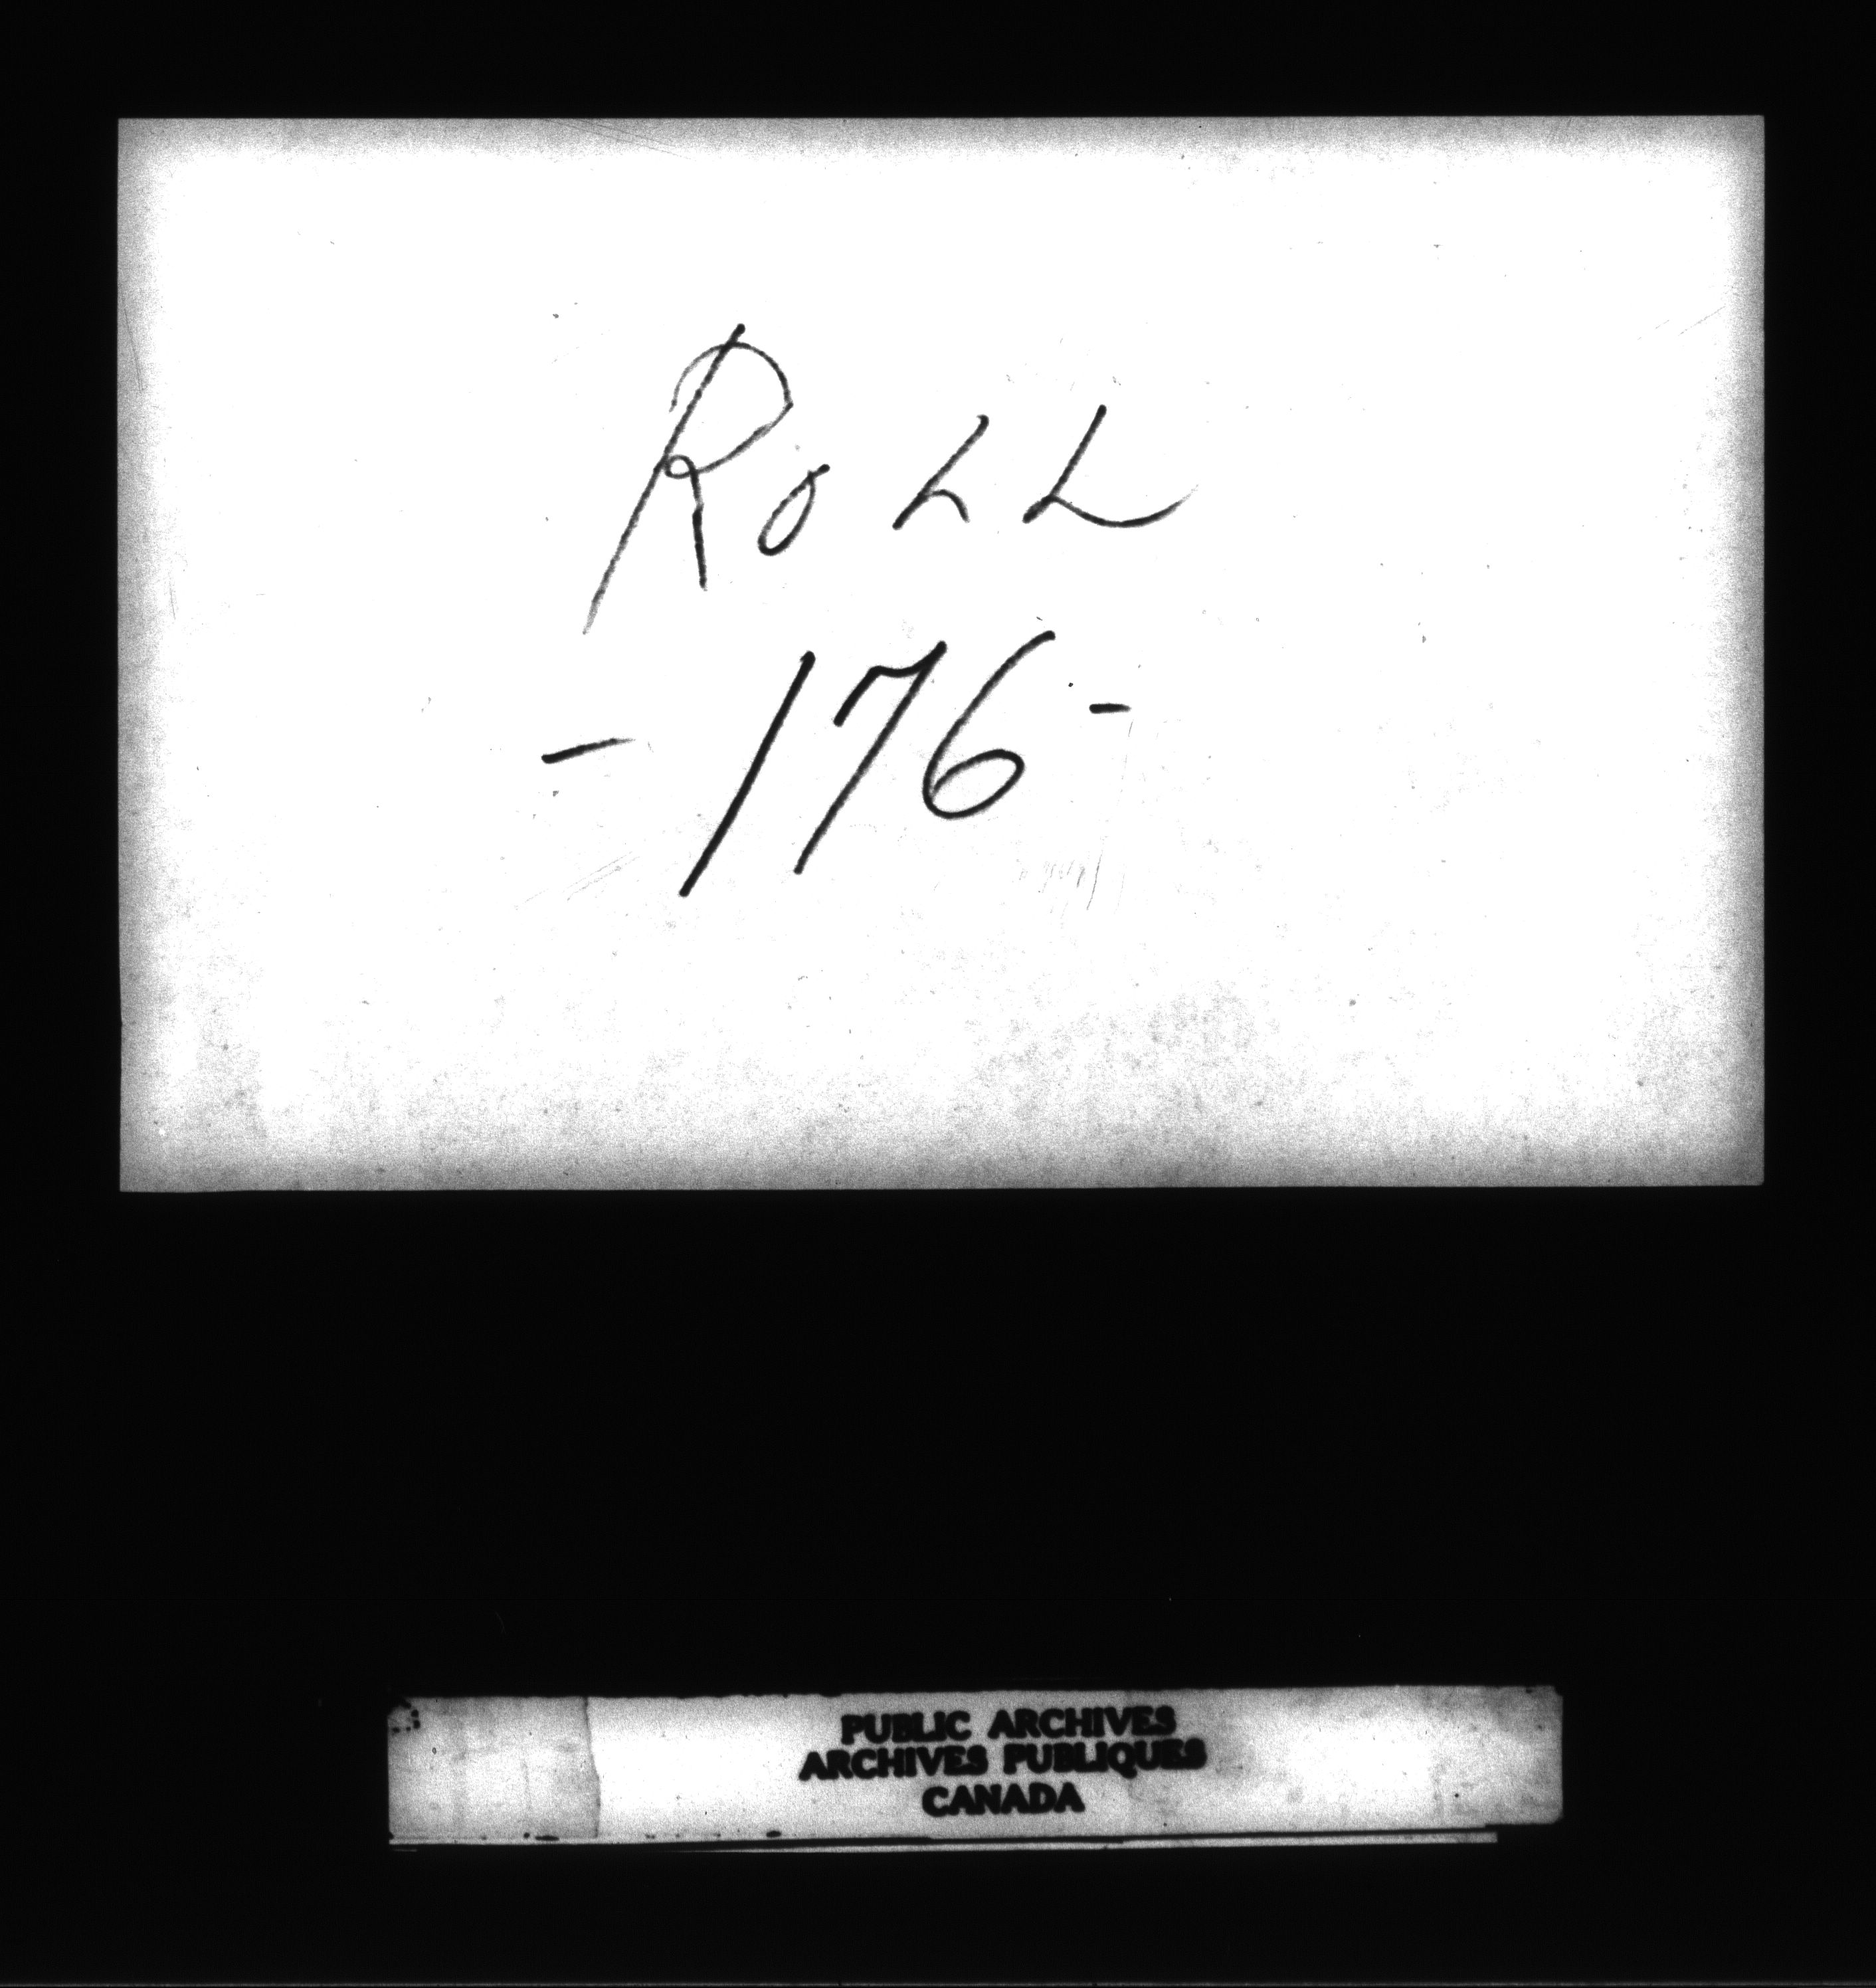 RoLL
-176-
PUBLIC ARCHIVES
ARCHIVES PUBLIQUES
CANADA